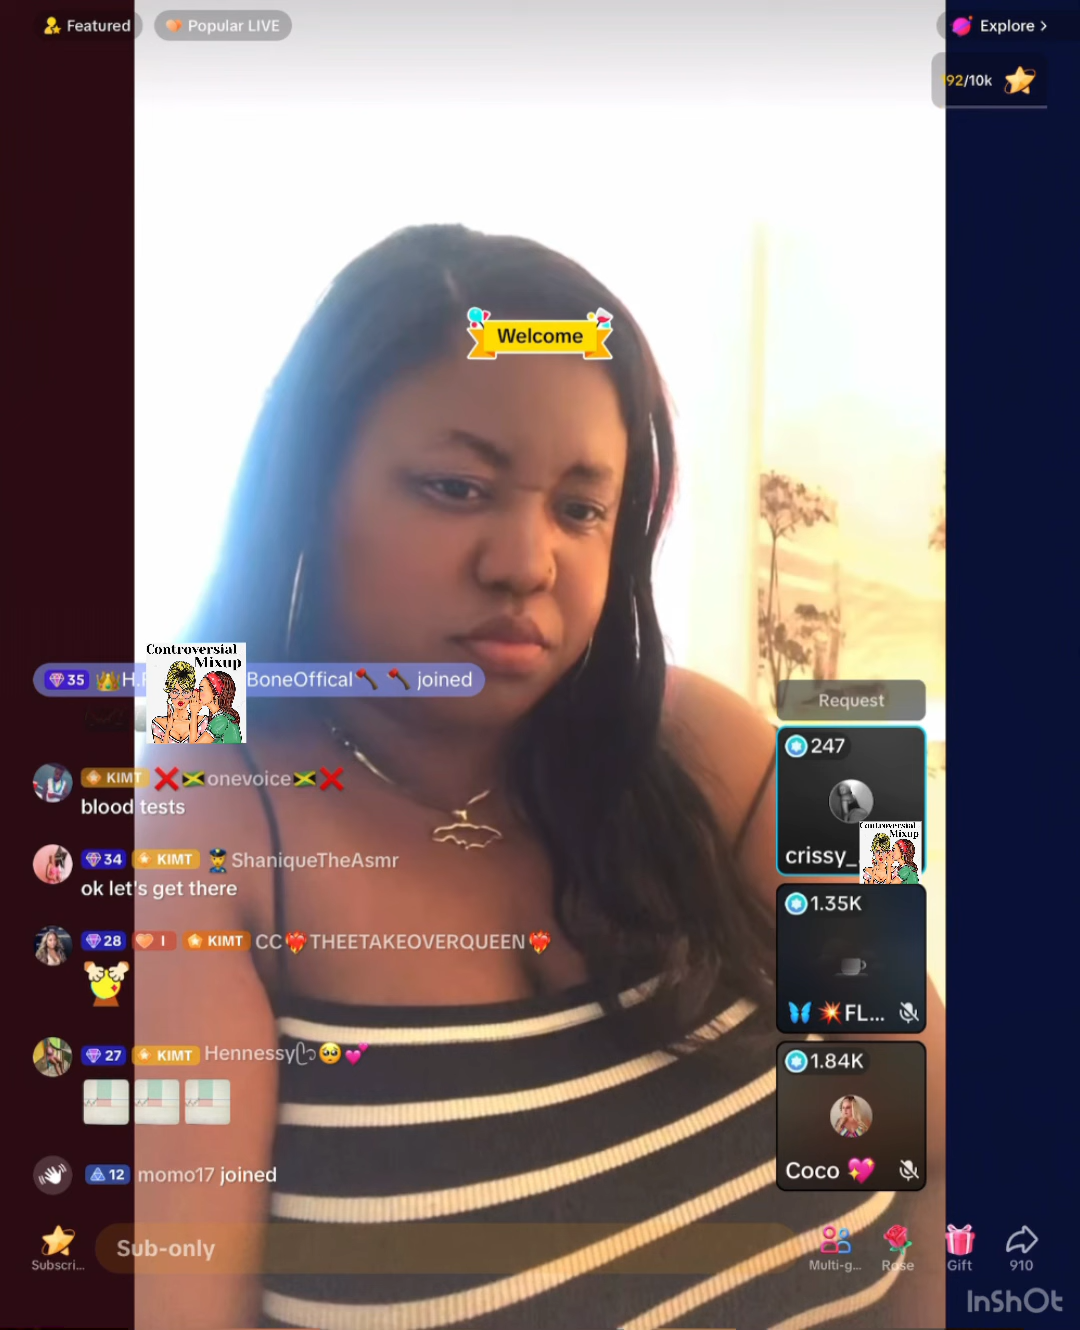 Featured
Popular LIVE
Explore >
92/10k
Welcome
Controversial
Mixup
35
BoneOffical joined
Request
247
KIMT onevoice
blood tests
Controversial
Mixup
crissy_
34 KIMT ShaniqueTheAsmr
ok let's get there
1.35K
28 I KIMT CC THEETAKEOVERQUEEN
FL...
27 KIMT Hennessy
1.84K
12 momo17 joined
Coco
Sub-only
Subscri...
Multi-g...
Rose
Gift
910
InShOt